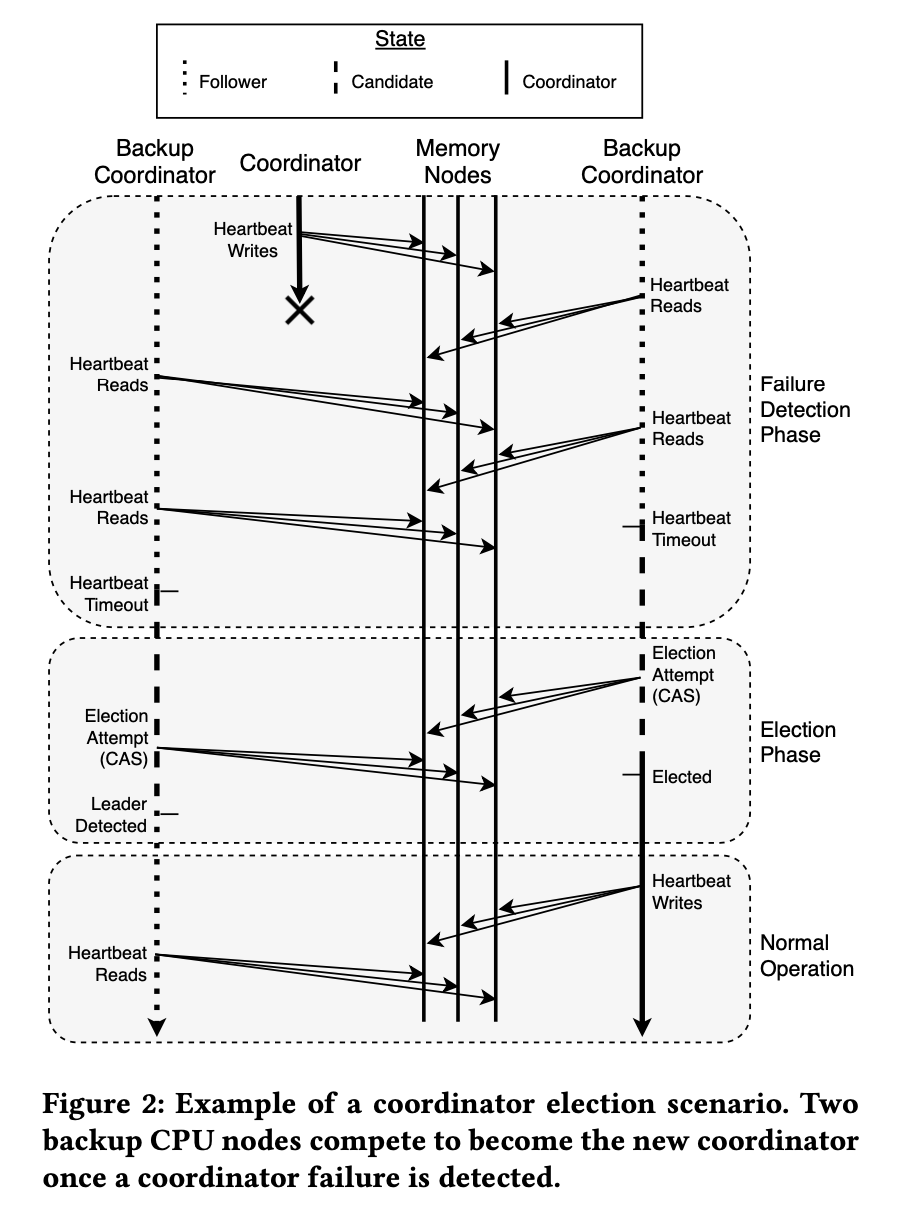 State
Follower
Candidate
Coordinator
Backup
Coordinator
Coordinator
Memory
Nodes
Backup
Coordinator
Heartbeat
Writes
Heartbeat
Reads
Heartbeat
Reads
Failure
Detection
Phase
Heartbeat
Reads
Heartbeat
Reads
Heartbeat
Timeout
Heartbeat
Timeout
Election
Attempt
(CAS)
Election
Attempt
(CAS)
Election
Phase
Elected
Leader
Detected
Heartbeat
Writes
Heartbeat
Reads
Normal
Operation
Figure 2: Example of a coordinator election scenario. Two
backup CPU nodes compete to become the new coordinator
once a coordinator failure is detected.